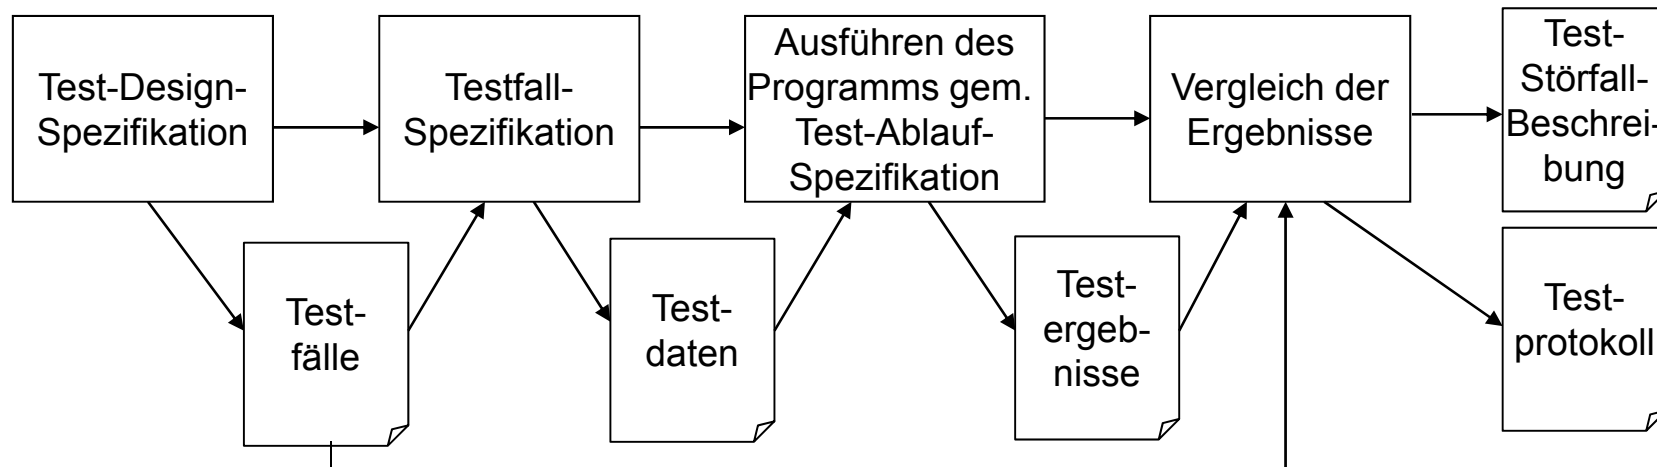 Test-Design-
Spezifikation
Testfall-
Spezifikation
Ausführen des
Programms gem.
Test-Ablauf-
Spezifikation
Vergleich der
Ergebnisse
Test-
Störfall-
Beschrei-
bung
Test-
fälle
Test-
daten
Test-
ergeb-
nisse
Test-
protokoll